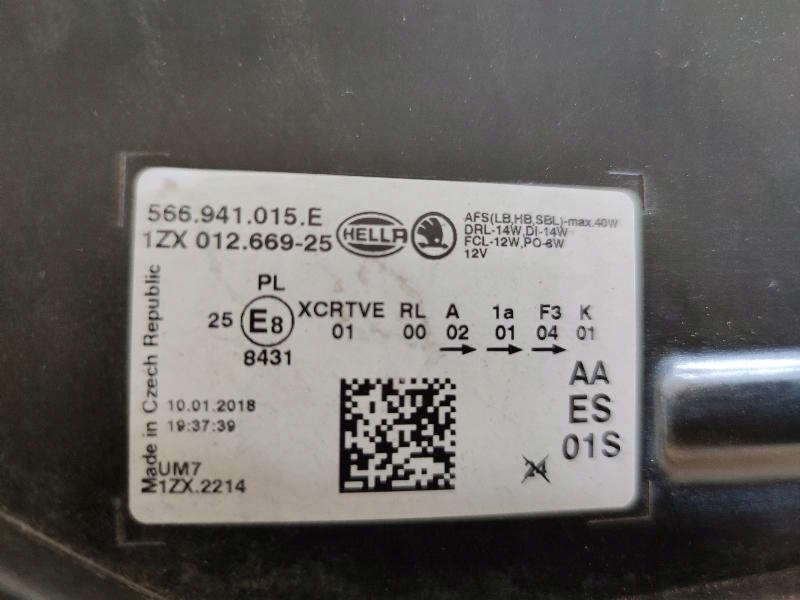 566.941.015.E
1ZX 012.669-25
HELLA
AFS(LB,HB,SBL)-max.40W
DRL-14W,DI-14W
FCL-12W,PO-6W
12V
PL
25 E8 XCRTVE RL A 1a F3 K
01 00 02 01 04 01
8431
AA
ES
01S
10.01.2018
19:37:39
24
UM7
1ZX.2214
Made in Czech Republic